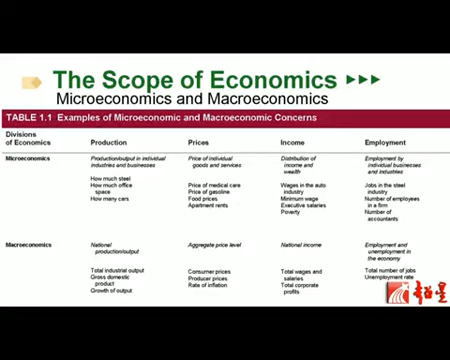 The Scope of Economics
Microeconomics and Macroeconomics
TABLE 1.1 Examples of Microeconomic and Macroeconomic Concerns
Divisions
of Economics Production Prices Income Employment
Microeconomics Production/output in individual Price of individual Distribution of Employment by
industries and businesses goods and services income and individual businesses
wealth and industries
How much steel
How much office Price of medical care Wages in the auto Jobs in the steel
space Price of gasoline industry industry
How many cars Food prices Minimum wage Number of employees
Apartment rents Executive salaries in a firm
Poverty Number of
accountants
Macroeconomics National Aggregate price level National income Employment and
production/output unemployment in
the economy
Total industrial output Consumer prices Total wages and Total number of jobs
Gross domestic Producer prices salaries Unemployment rate
product Rate of inflation Total corporate
Growth of output profits